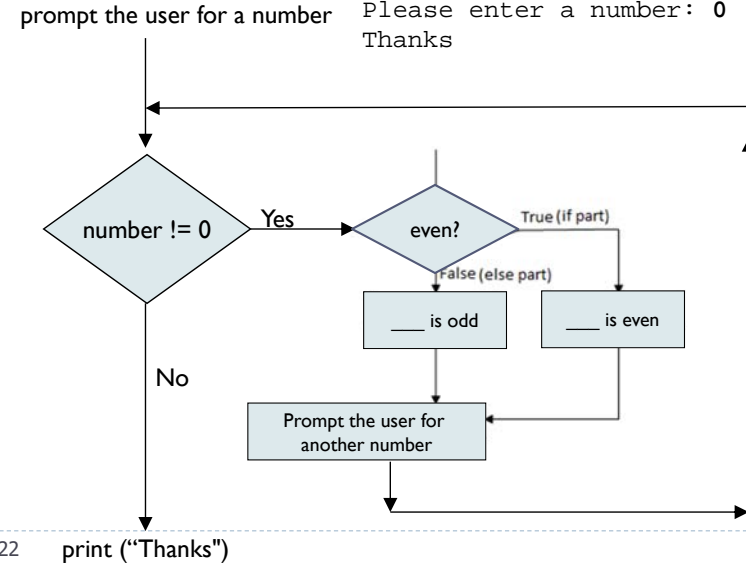 prompt the user for a number
Please enter a number: 0
Thanks
number != 0
Yes
even?
True (if part)
False (else part)
___ is odd
___ is even
No
Prompt the user for
another number
22
print (“Thanks")